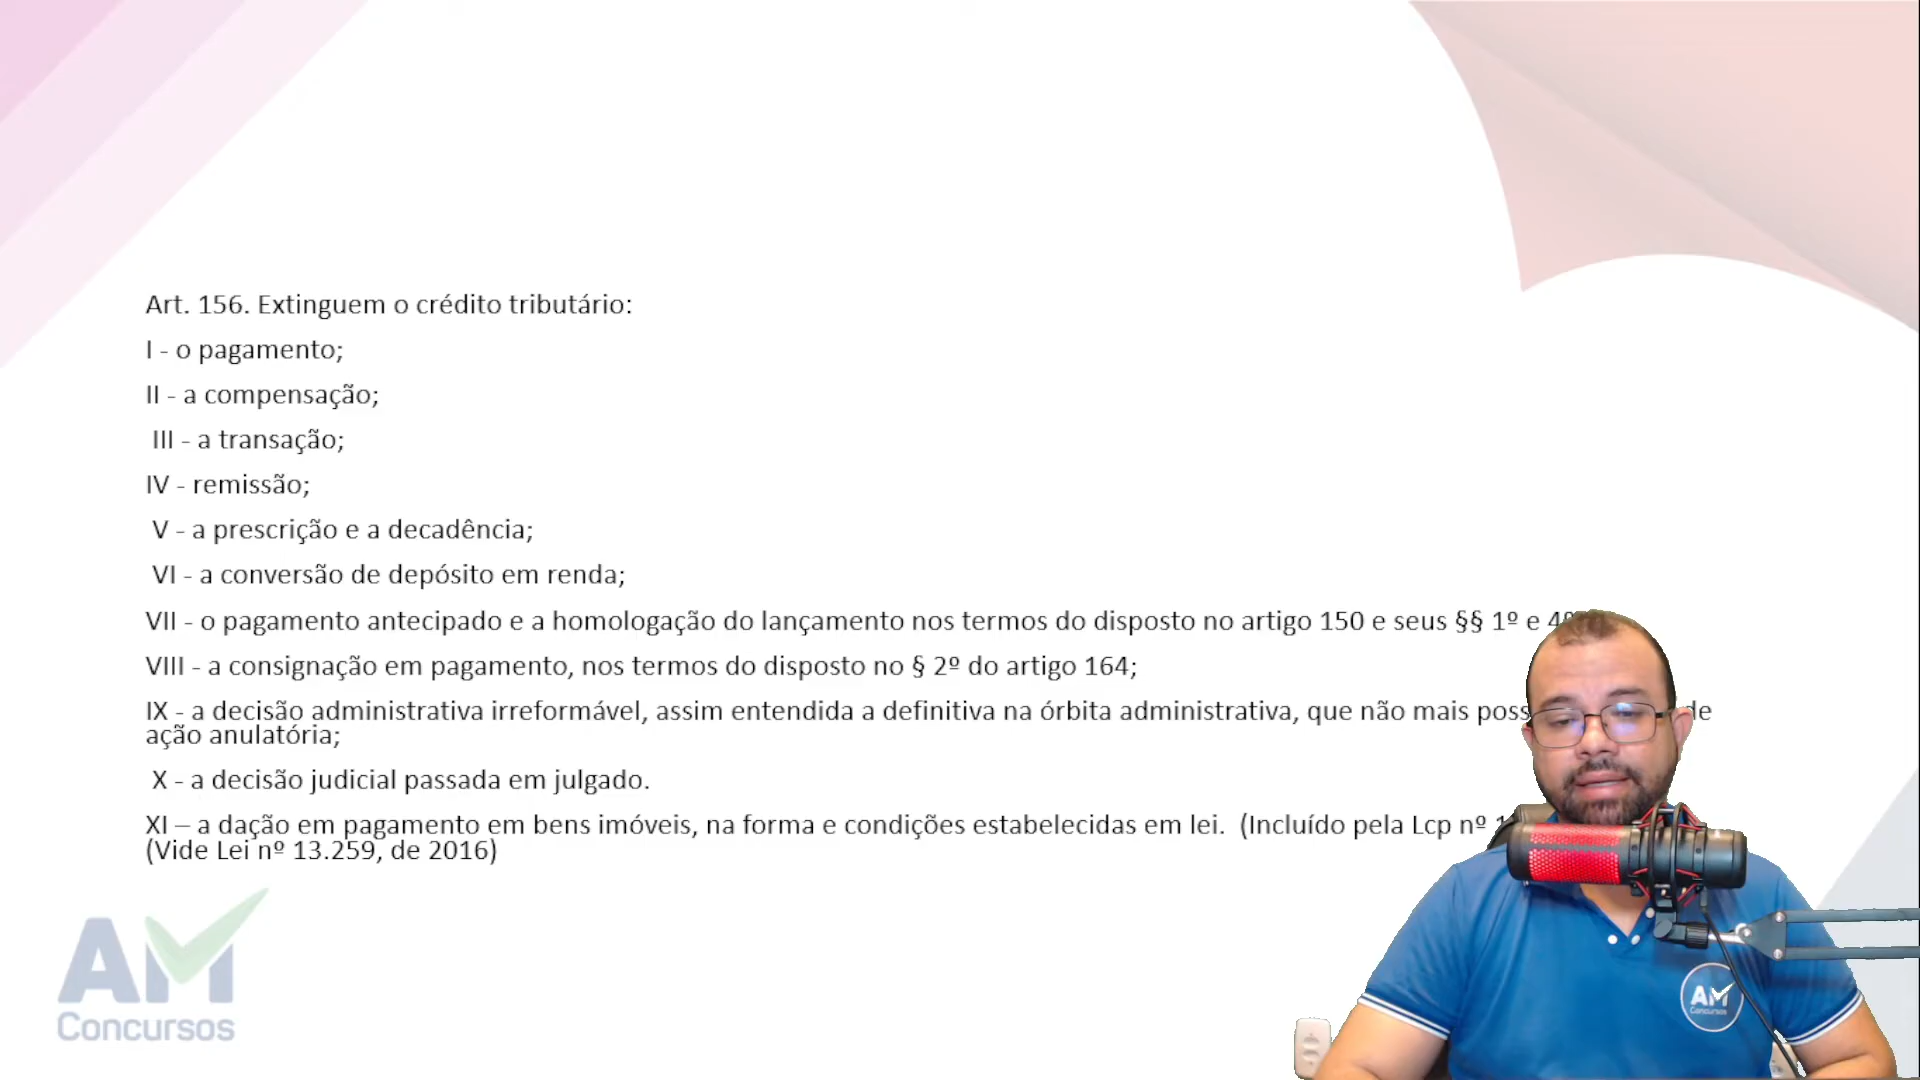 Art. 156. Extinguem o crédito tributário:
I - o pagamento;
II - a compensação;
III - a transação;
IV - remissão;
V - a prescrição e a decadência;
VI - a conversão de depósito em renda;
VII - o pagamento antecipado e a homologação do lançamento nos termos do disposto no artigo 150 e seus §§ 1º e 4º
VIII - a consignação em pagamento, nos termos do disposto no § 2º do artigo 164;
IX - a decisão administrativa irreformável, assim entendida a definitiva na órbita administrativa, que não mais poss de
ação anulatória;
X - a decisão judicial passada em julgado.
XI – a dação em pagamento em bens imóveis, na forma e condições estabelecidas em lei. (Incluído pela Lcp nº
(Vide Lei nº 13.259, de 2016)
AM
Concursos
AM
Concursos